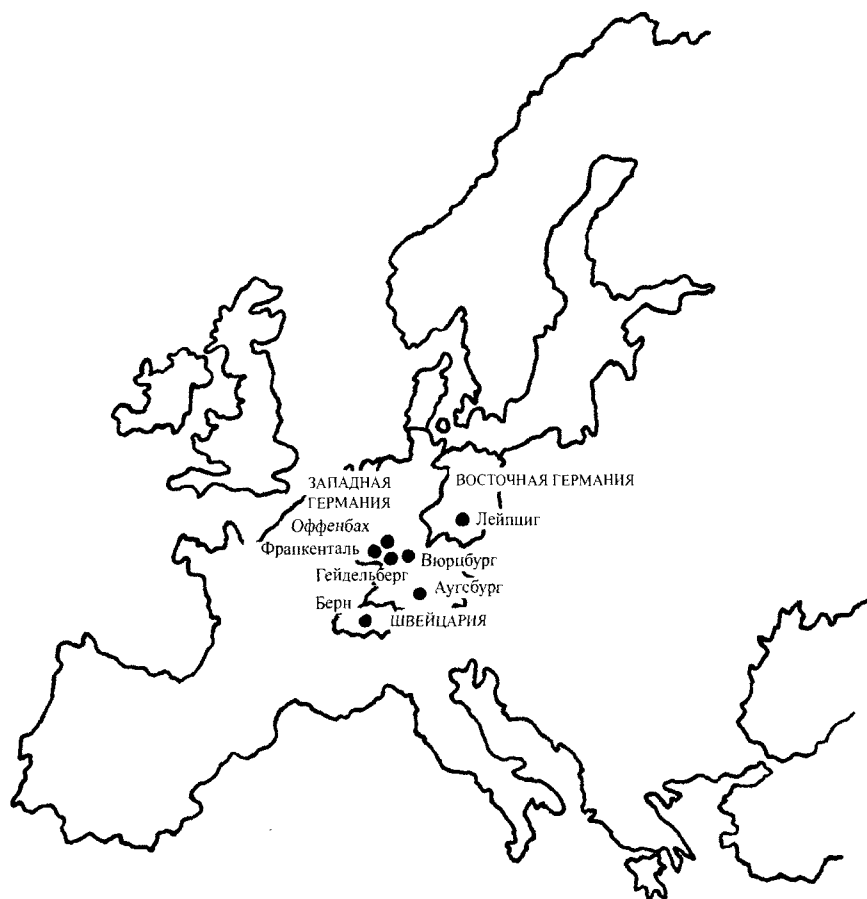 ЗАПАДНАЯ
ГЕРМАНИЯ
ВОСТОЧНАЯ ГЕРМАНИЯ
Оффенбах
Лейпциг
Франкенталь
Вюрцбург
Гейдельберг
Аугсбург
Берн
ШВЕЙЦАРИЯ